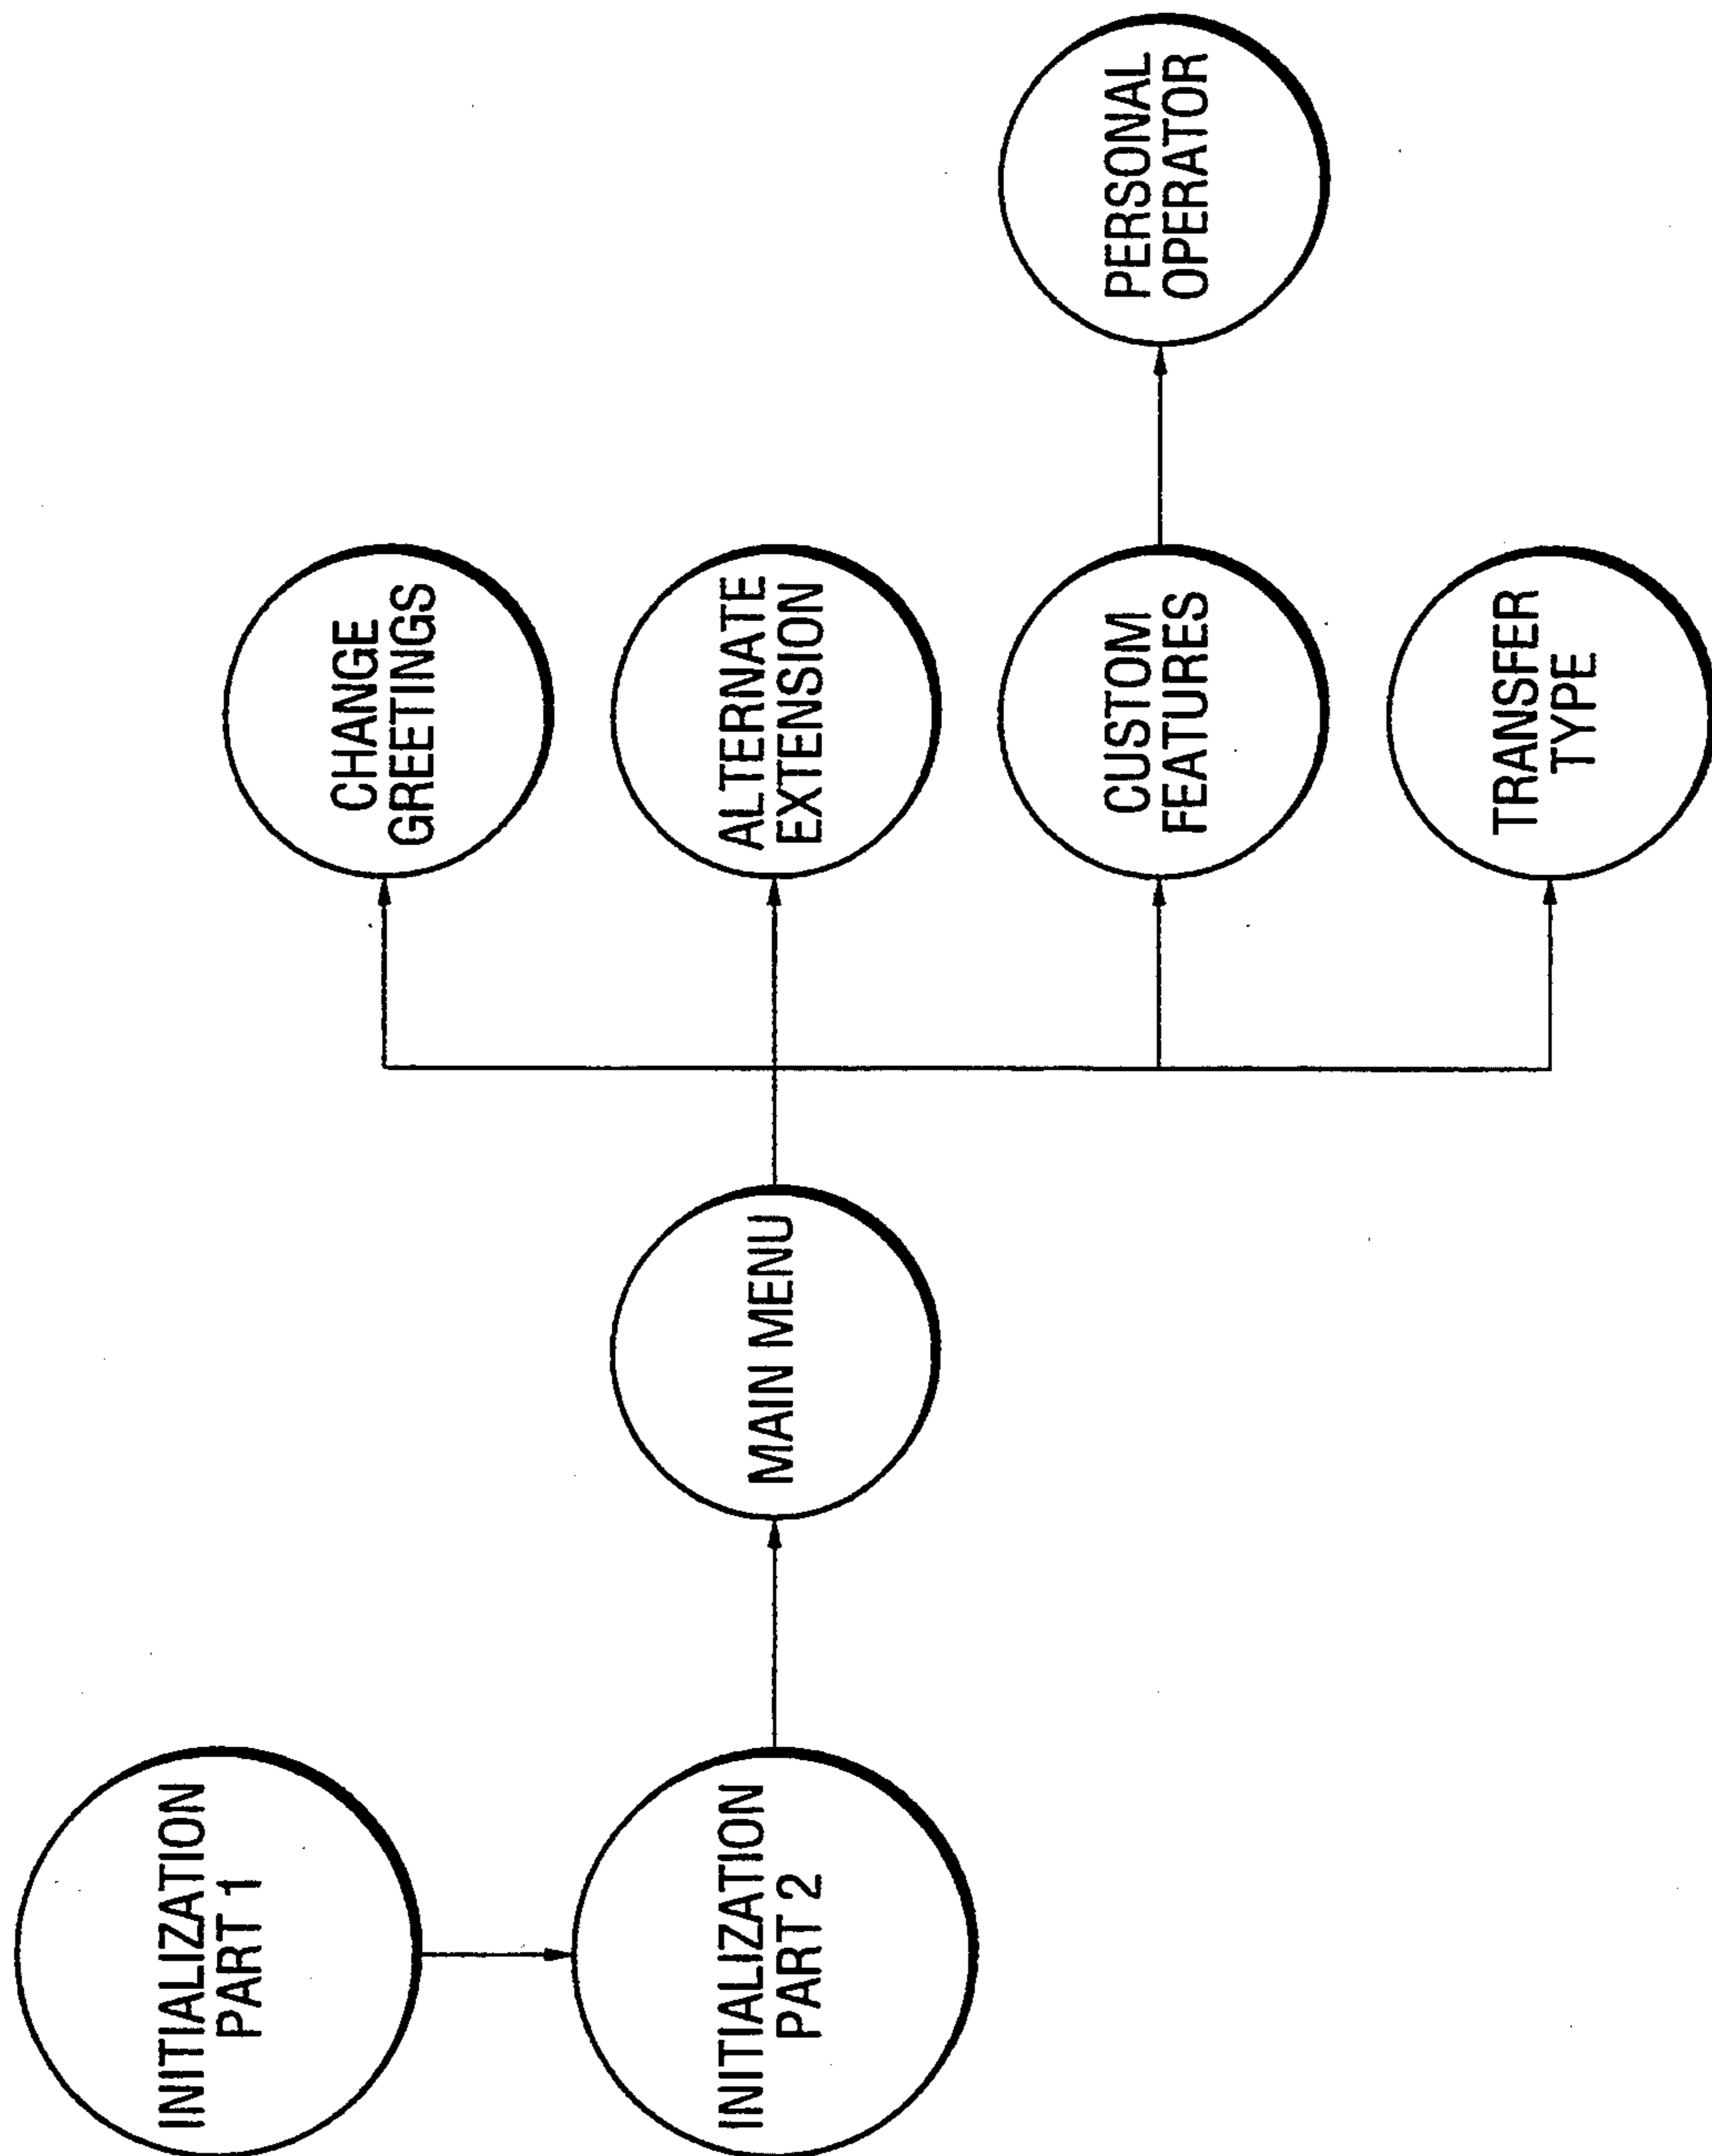 INITIALIZATION
PART 1
INITIALIZATION
PART 2
MAIN MENU
CHANGE
GREETINGS
ALTERNATE
EXTENSION
CUSTOM
FEATURES
TRANSFER
TYPE
PERSONAL
OPERATOR